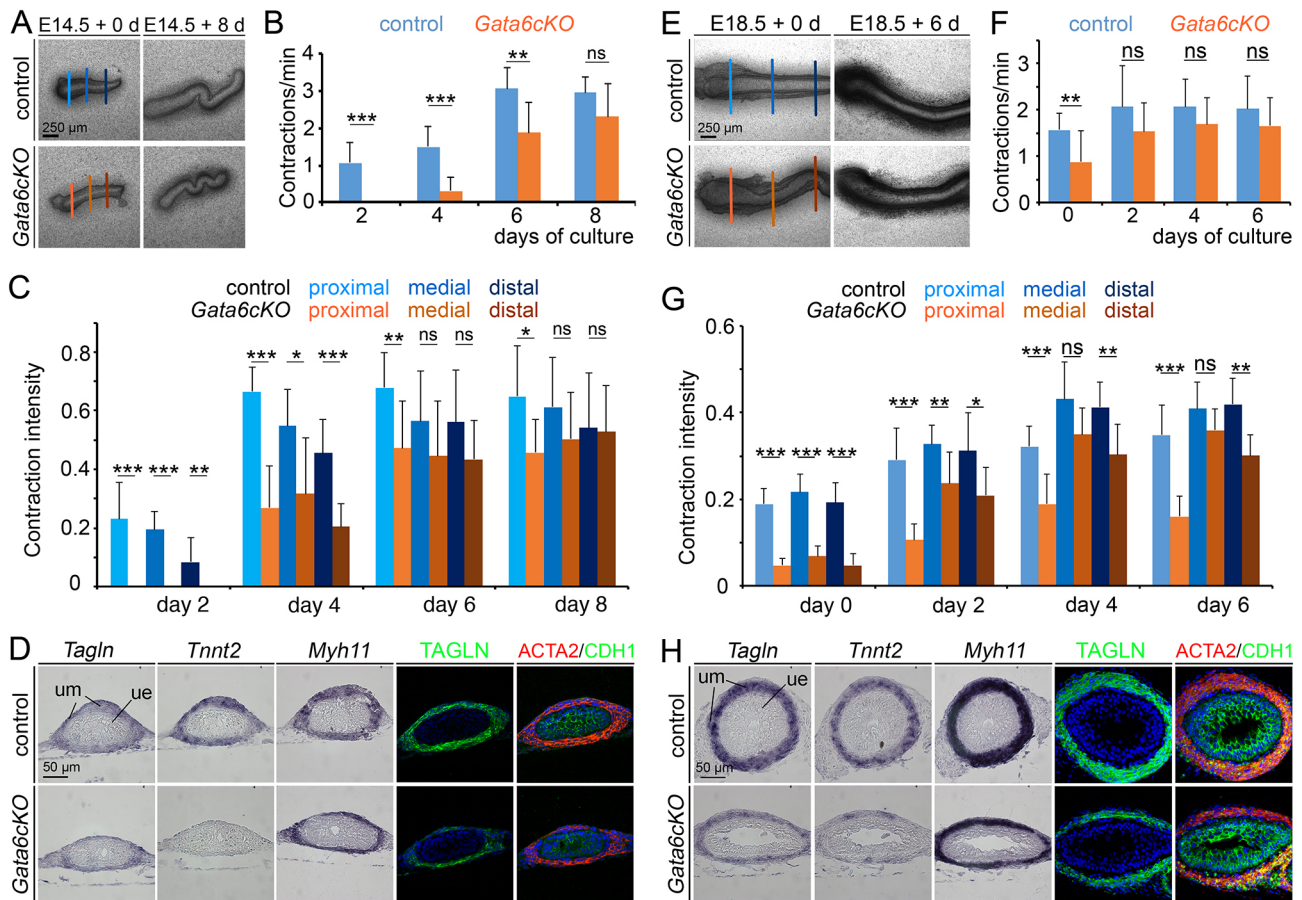 A
E14.5 + 0 d
E14.5 + 8 d
control
250 µm
Gata6cKO
B
control
Gata6cKO
Contractions/min
4
3
2
1
0
***
***
**
ns
2
4
6
8
days of culture
C
control proximal medial distal
Gata6cKO proximal medial distal
Contraction intensity
0.8
0.6
0.4
0.2
0
*** *** **
*** * ***
** ns ns
* ns ns
day 2
day 4
day 6
day 8
D
Tagln
Tnnt2
Myh11
TAGLN
ACTA2/CDH1
control
um
ue
50 µm
Gata6cKO
E
E18.5 + 0 d
E18.5 + 6 d
control
250 µm
Gata6cKO
F
control
Gata6cKO
Contractions/min
3
2
1
0
**
ns
ns
ns
0
2
4
6
days of culture
G
control proximal medial distal
Gata6cKO proximal medial distal
Contraction intensity
0.6
0.4
0.2
0
*** *** ***
*** ** *
*** ns **
*** ns **
day 0
day 2
day 4
day 6
H
Tagln
Tnnt2
Myh11
TAGLN
ACTA2/CDH1
control
um
ue
50 µm
Gata6cKO